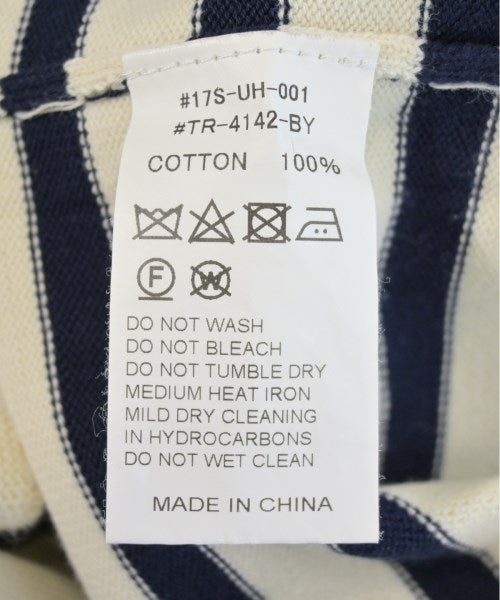 #17S-UH-001
#TR-4142-BY
COTTON 100%
F W
DO NOT WASH
DO NOT BLEACH
DO NOT TUMBLE DRY
MEDIUM HEAT IRON
MILD DRY CLEANING
IN HYDROCARBONS
DO NOT WET CLEAN
MADE IN CHINA